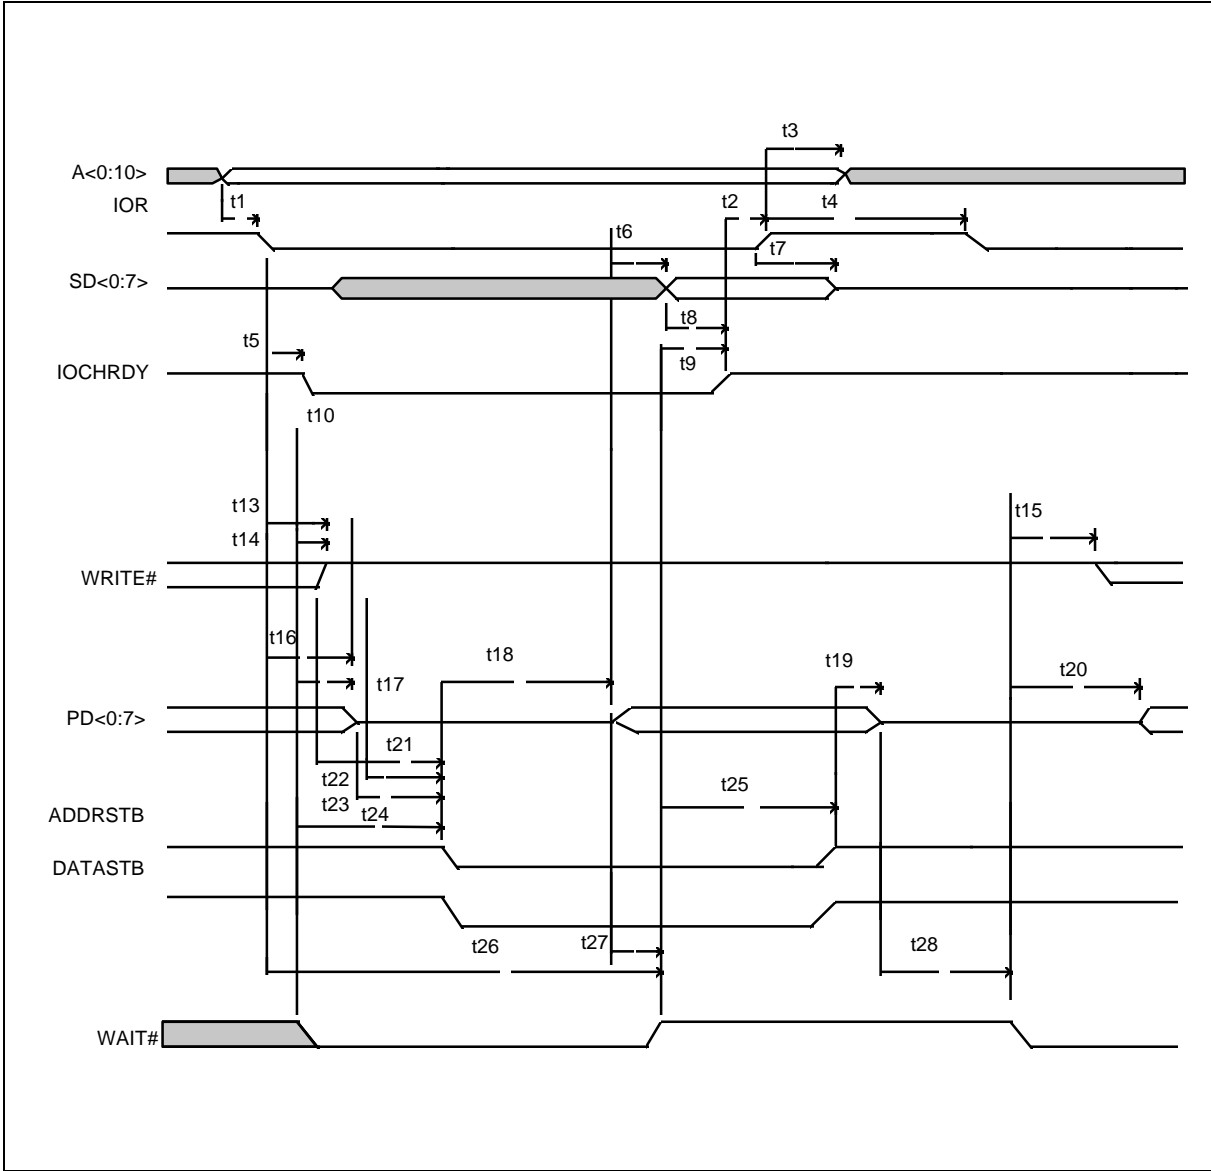 t3
A<0:10>
t1
t2
t4
IOR
t6
t7
SD<0:7>
t8
t5
t9
IOCHRDY
t10
t13
t15
t14
WRITE#
t16
t18
t19
t20
t17
PD<0:7>
t21
t22
t25
t23
t24
ADDRSTB
DATASTB
t26
t27
t28
WAIT#